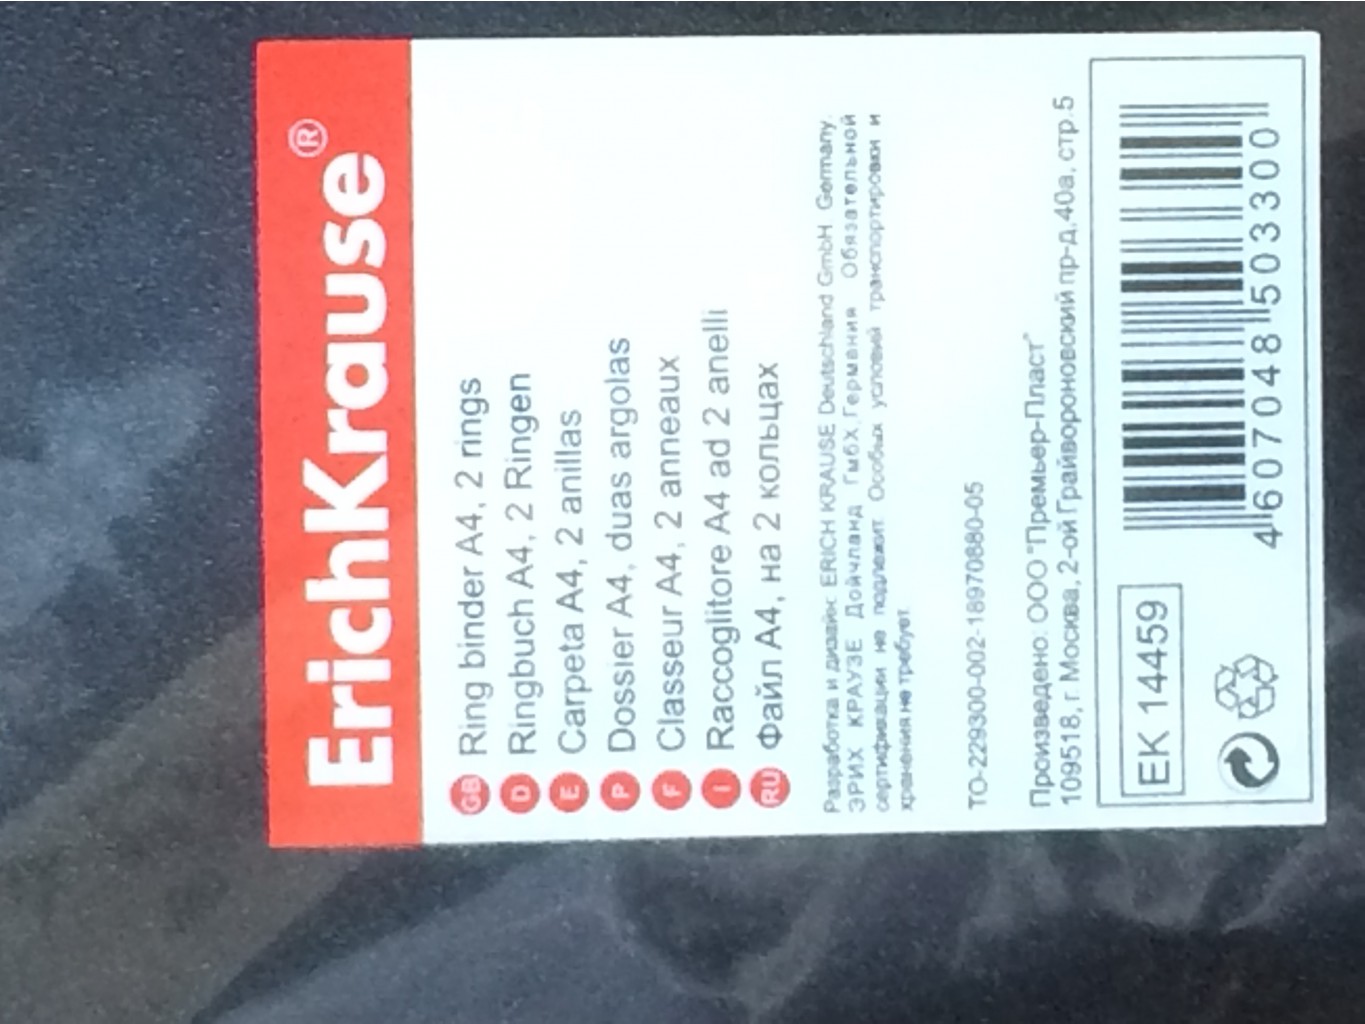 ErichKrause®
GB Ring binder A4, 2 rings
D Ringbuch A4, 2 Ringen
E Carpeta A4, 2 anillas
P Dossier A4, duas argolas
F Classeur A4, 2 anneaux
I Raccoglitore A4 ad 2 anelli
RU Файл А4, на 2 кольцах
Разработка и дизайн: ERICH KRAUSE Deutschland GmbH. Germany.
ЭРИХ КРАУЗЕ Дойчланд ГмбХ, Германия Обязательной
сертификации не подлежит. Особых условий транспортировки и
хранения не требует.
ТО-229300-002-18970680-05
Произведено: ООО "Премьер-Пласт"
109518, г. Москва, 2-ой Грайвороновский пр-д, 40а, стр.5
EK 14459
4 607048 503300